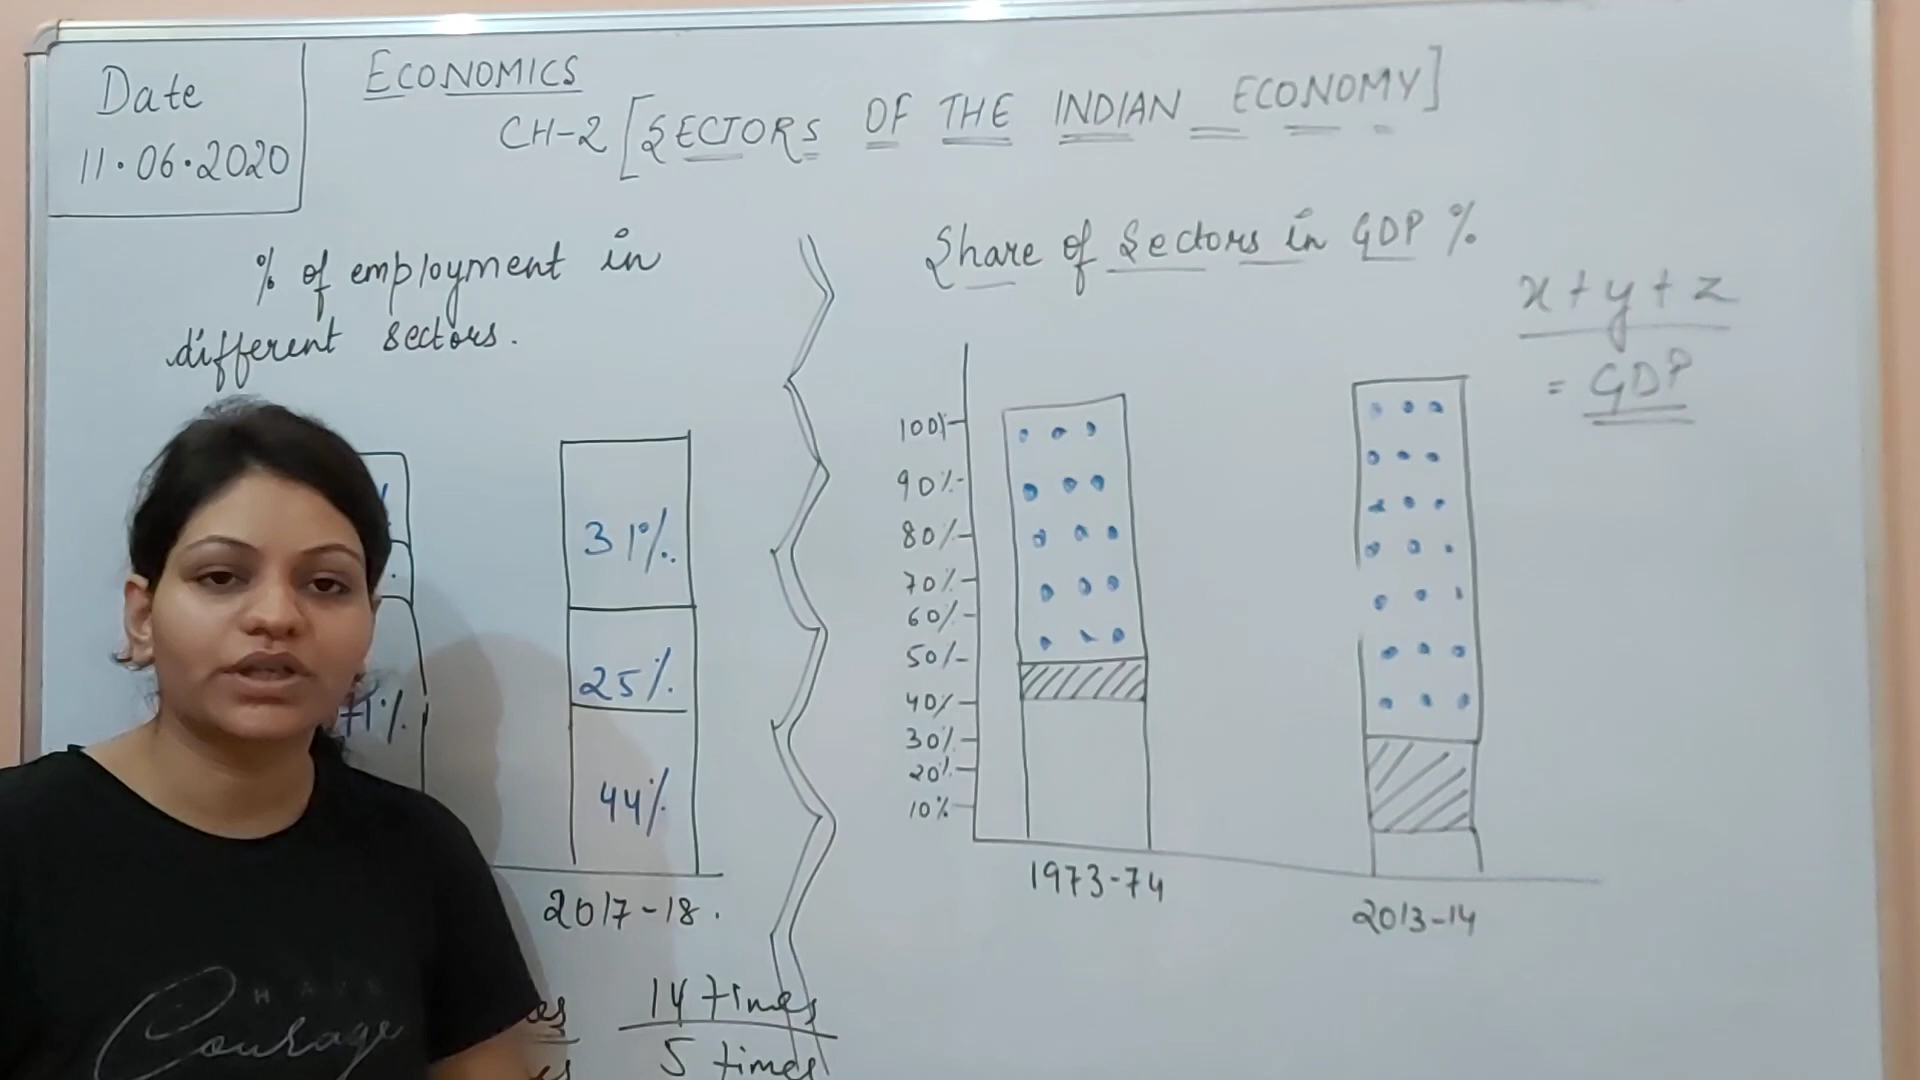 Date
11.06.2020
ECONOMICS
CH-2 [SECTORS OF THE INDIAN ECONOMY]
% of employment in
different sectors.
31%.
25%.
44%.
2017-18.
14 times
5 times
Share of Sectors in GDP %
x+y+z
= GDP
100%
90%
80%
70%
60%
50%
40%
30%
20%
10%
1973-74
2013-14
Courage